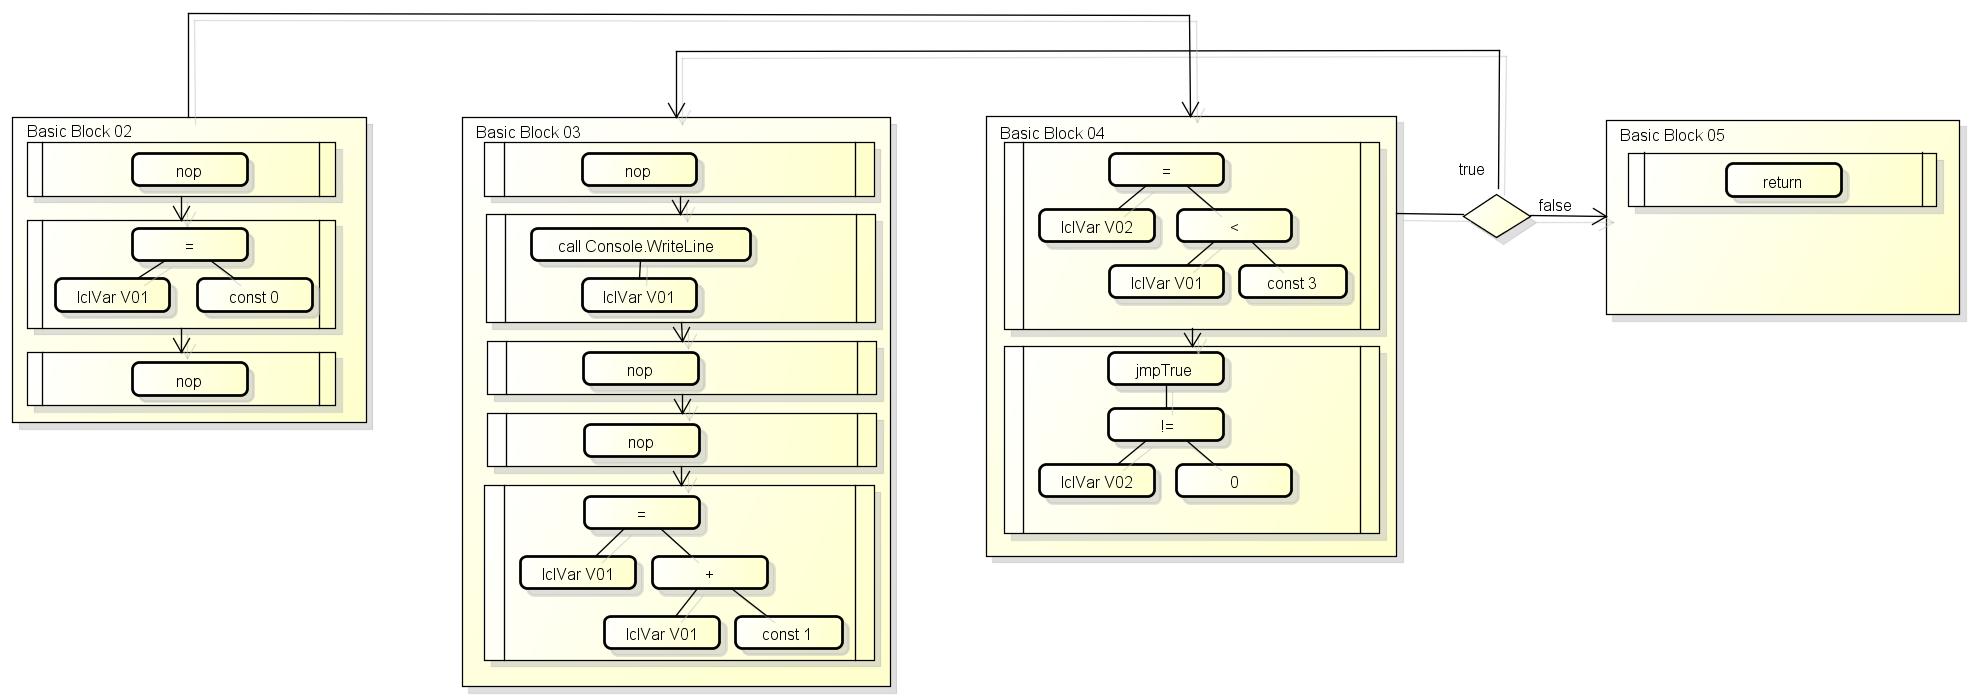 Basic Block 02
nop
=
lclVar V01
const 0
nop
Basic Block 03
nop
call Console.WriteLine
lclVar V01
nop
nop
=
lclVar V01
+
lclVar V01
const 1
Basic Block 04
=
lclVar V02
<
lclVar V01
const 3
jmpTrue
!=
lclVar V02
0
true
false
Basic Block 05
return